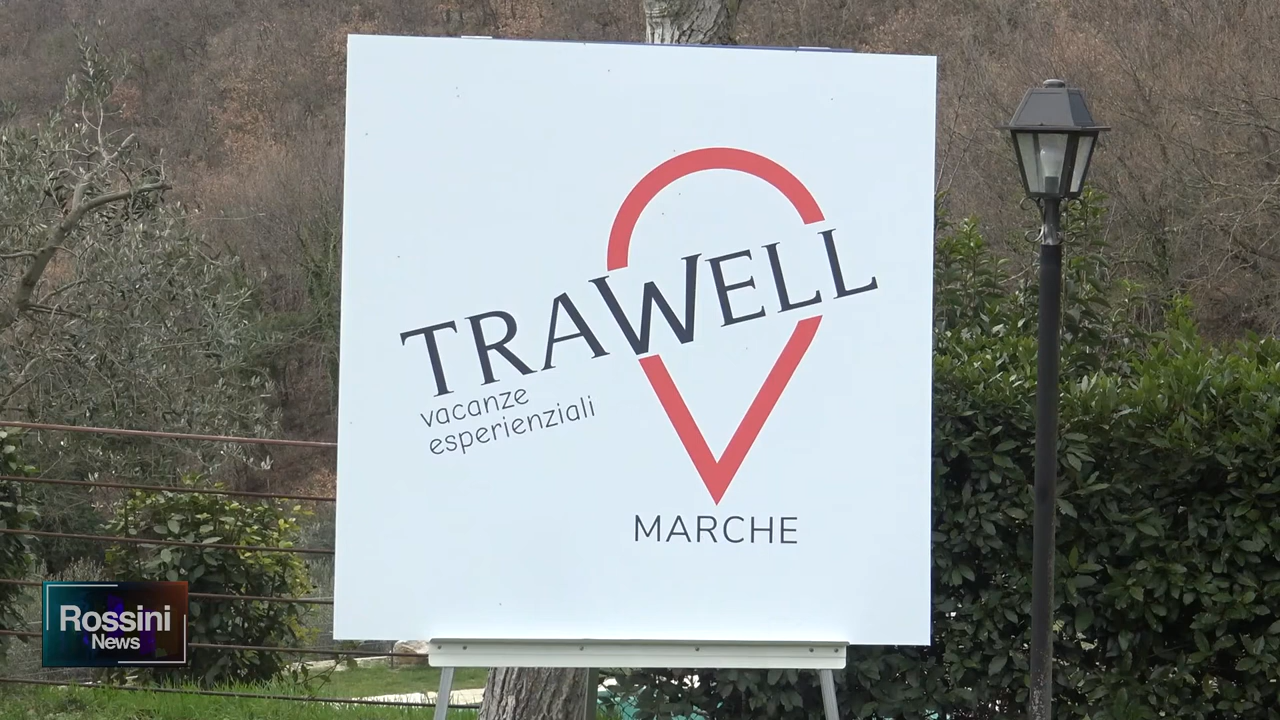 TRAWELL
vacanze
esperienziali
MARCHE
Rossini
News